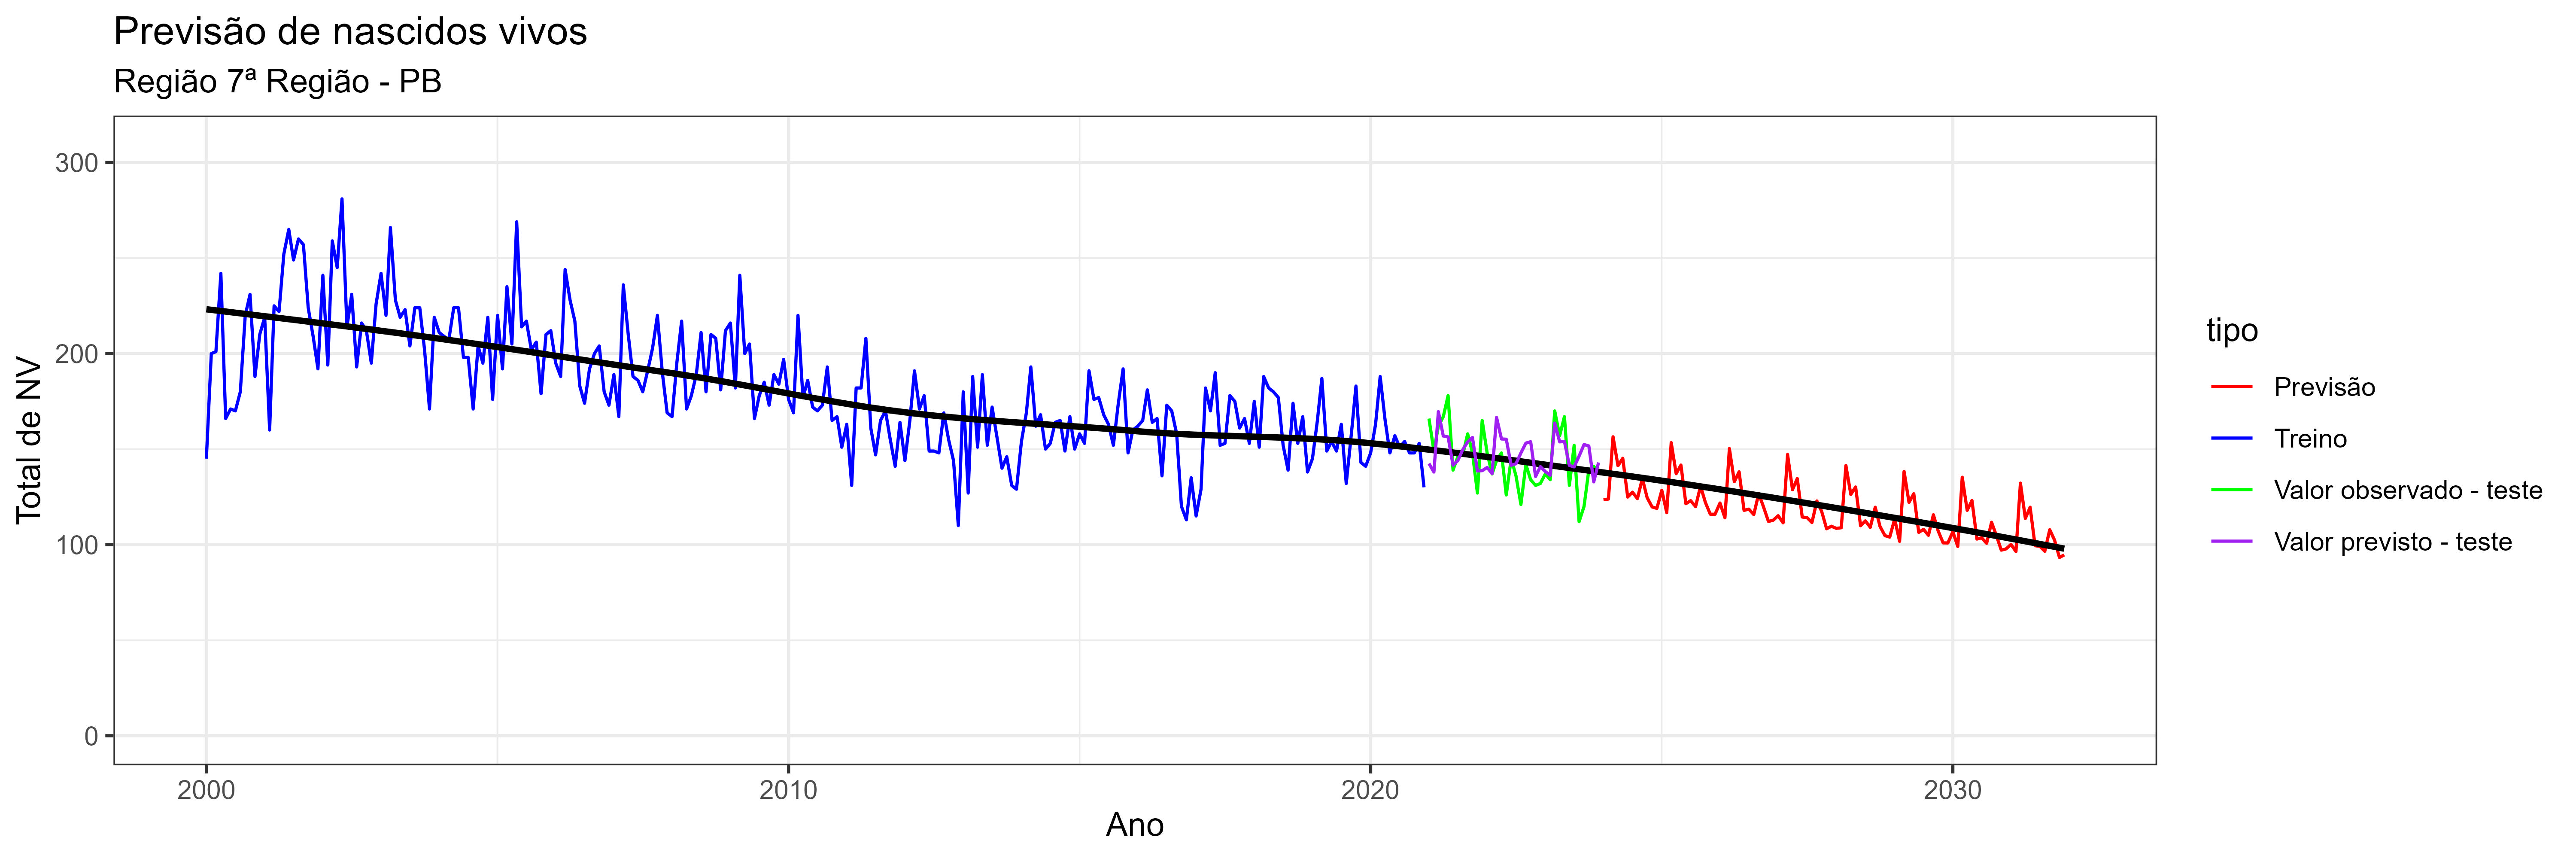 Previsão de nascidos vivos
Região 7ª Região - PB
Total de NV
300
200
100
0
2000
2010
2020
2030
Ano
tipo
Previsão
Treino
Valor observado - teste
Valor previsto - teste